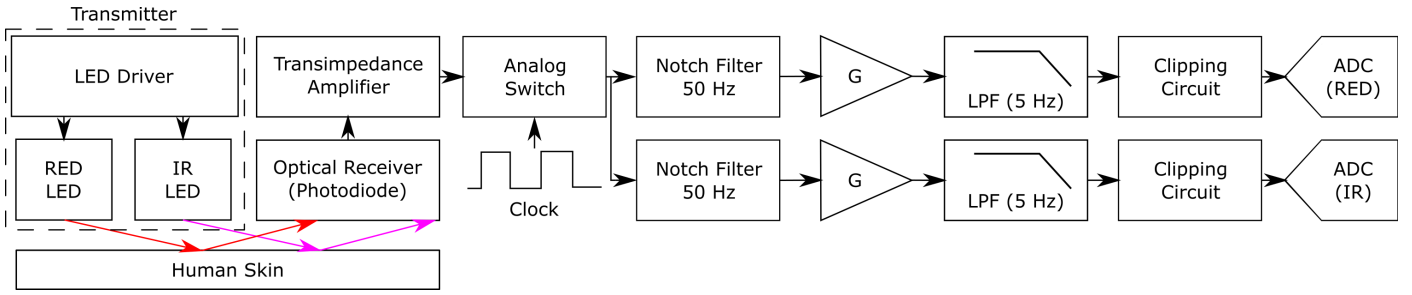 Transmitter
LED Driver
RED
LED
IR
LED
Human Skin
Transimpedance
Amplifier
Optical Receiver
(Photodiode)
Analog
Switch
Clock
Notch Filter
50 Hz
G
LPF (5 Hz)
Clipping
Circuit
ADC
(RED)
Notch Filter
50 Hz
G
LPF (5 Hz)
Clipping
Circuit
ADC
(IR)